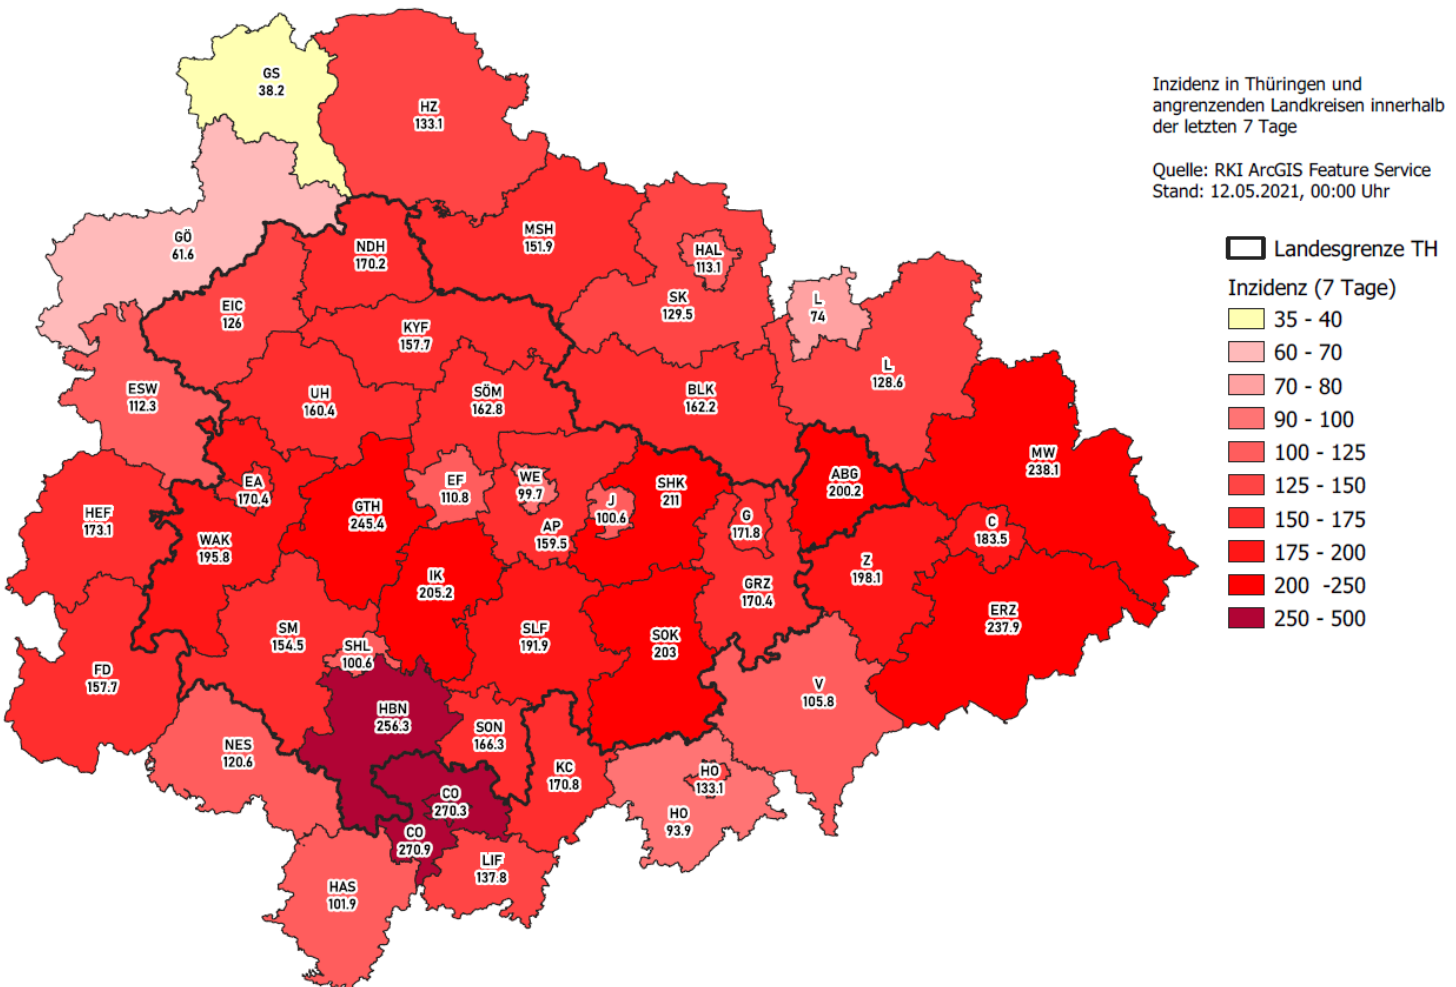 GS
38.2
HZ
133.1
Inzidenz in Thüringen und
angrenzenden Landkreisen innerhalb
der letzten 7 Tage
Quelle: RKI ArcGIS Feature Service
Stand: 12.05.2021, 00:00 Uhr
GÖ
61.6
NDH
170.2
MSH
151.9
HAL
113.1
Landesgrenze TH
Inzidenz (7 Tage)
35 - 40
60 - 70
70 - 80
90 - 100
100 - 125
125 - 150
150 - 175
175 - 200
200 -250
250 - 500
EIC
126
KYF
157.7
SK
129.5
L
74
L
128.6
ESW
112.3
UH
160.4
SÖM
162.8
BLK
162.2
MW
238.1
EA
170.4
EF
110.8
WE
99.7
SHK
211
ABG
200.2
HEF
173.1
GTH
245.4
J
100.6
G
171.8
C
183.5
WAK
195.8
AP
159.5
Z
198.1
IK
205.2
GRZ
170.4
ERZ
237.9
SM
154.5
SHL
100.6
SLF
191.9
SOK
203
FD
157.7
V
105.8
HBN
256.3
SON
166.3
NES
120.6
KC
170.8
HO
133.1
CO
270.3
HO
93.9
CO
270.9
LIF
137.8
HAS
101.9